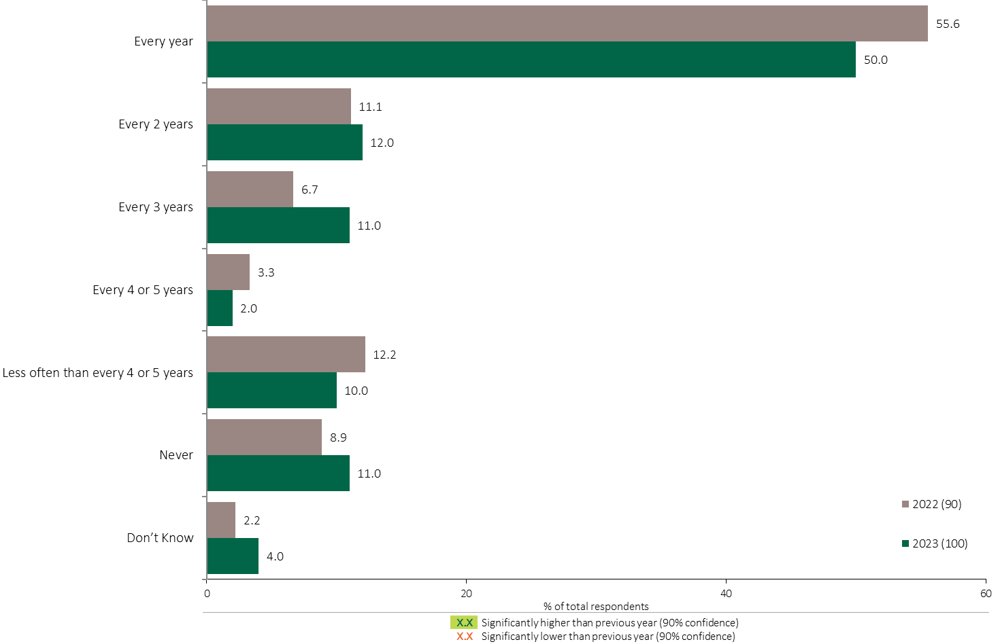 Every year
55.6
50.0
Every 2 years
11.1
12.0
Every 3 years
6.7
11.0
Every 4 or 5 years
3.3
2.0
Less often than every 4 or 5 years
12.2
10.0
Never
8.9
11.0
Don’t Know
2.2
4.0
2022 (90)
2023 (100)
0 20 40 60
% of total respondents
X.X Significantly higher than previous year (90% confidence)
X.X Significantly lower than previous year (90% confidence)